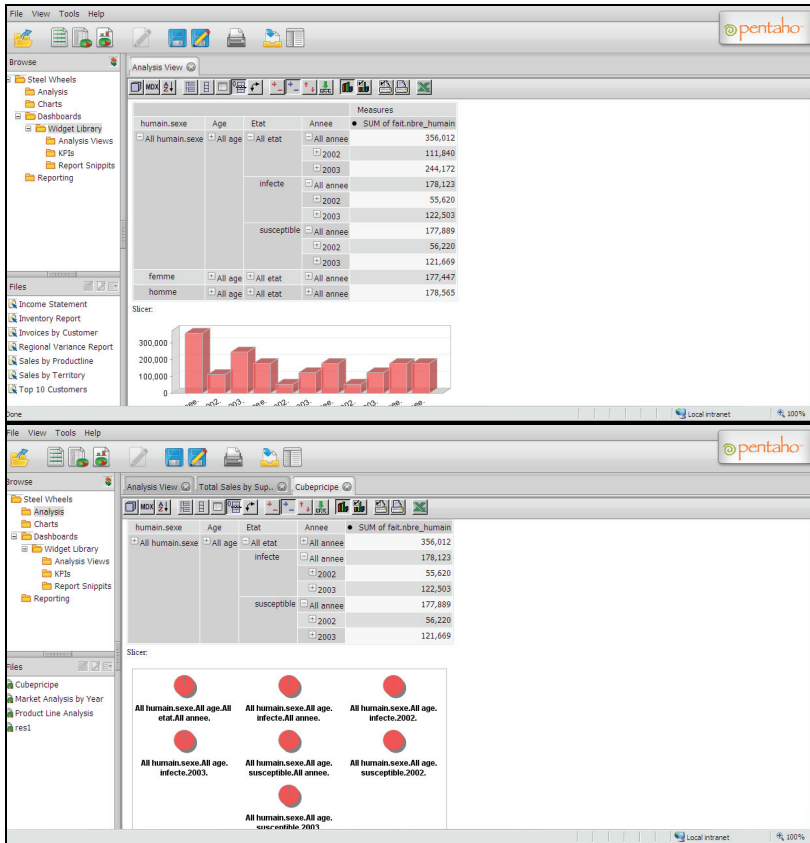 File View Tools Help
pentaho
Browse
Analysis View
Steel Wheels
Analysis
Charts
Dashboards
Widget Library
Analysis Views
KPIs
Report Snippits
Reporting
MDX
Measures
humain.sexe Age Etat Annee SUM of fait.nbre_humain
All humain.sexe All age All etat All annee 356,012
2002 111,840
2003 244,172
infecte All annee 178,123
2002 55,620
2003 122,503
susceptible All annee 177,889
2002 56,220
2003 121,669
femme All age All etat All annee 177,447
homme All age All etat All annee 178,565
Slicer:
Files
Income Statement
Inventory Report
Invoices by Customer
Regional Variance Report
Sales by Productline
Sales by Territory
Top 10 Customers
300,000
200,000
100,000
0
Done Local intranet 100%
File View Tools Help
pentaho
Browse
Analysis View Total Sales by Sup.. Cubepricipe
Steel Wheels
Analysis
Charts
Dashboards
Widget Library
Analysis Views
KPIs
Report Snippits
Reporting
MDX
humain.sexe Age Etat Annee SUM of fait.nbre_humain
All humain.sexe All age All etat All annee 356,012
infecte All annee 178,123
2002 55,620
2003 122,503
susceptible All annee 177,889
2002 56,220
2003 121,669
Slicer:
Files
Cubepricipe
Market Analysis by Year
Product Line Analysis
res1
All humain.sexe.All age.All All humain.sexe.All age. All humain.sexe.All age.
etat.All annee. infecte.All annee. infecte.2002.
All humain.sexe.All age. All humain.sexe.All age. All humain.sexe.All age.
infecte.2003. susceptible.All annee. susceptible.2002.
All humain.sexe.All age.
susceptible.2003.
Local intranet 100%